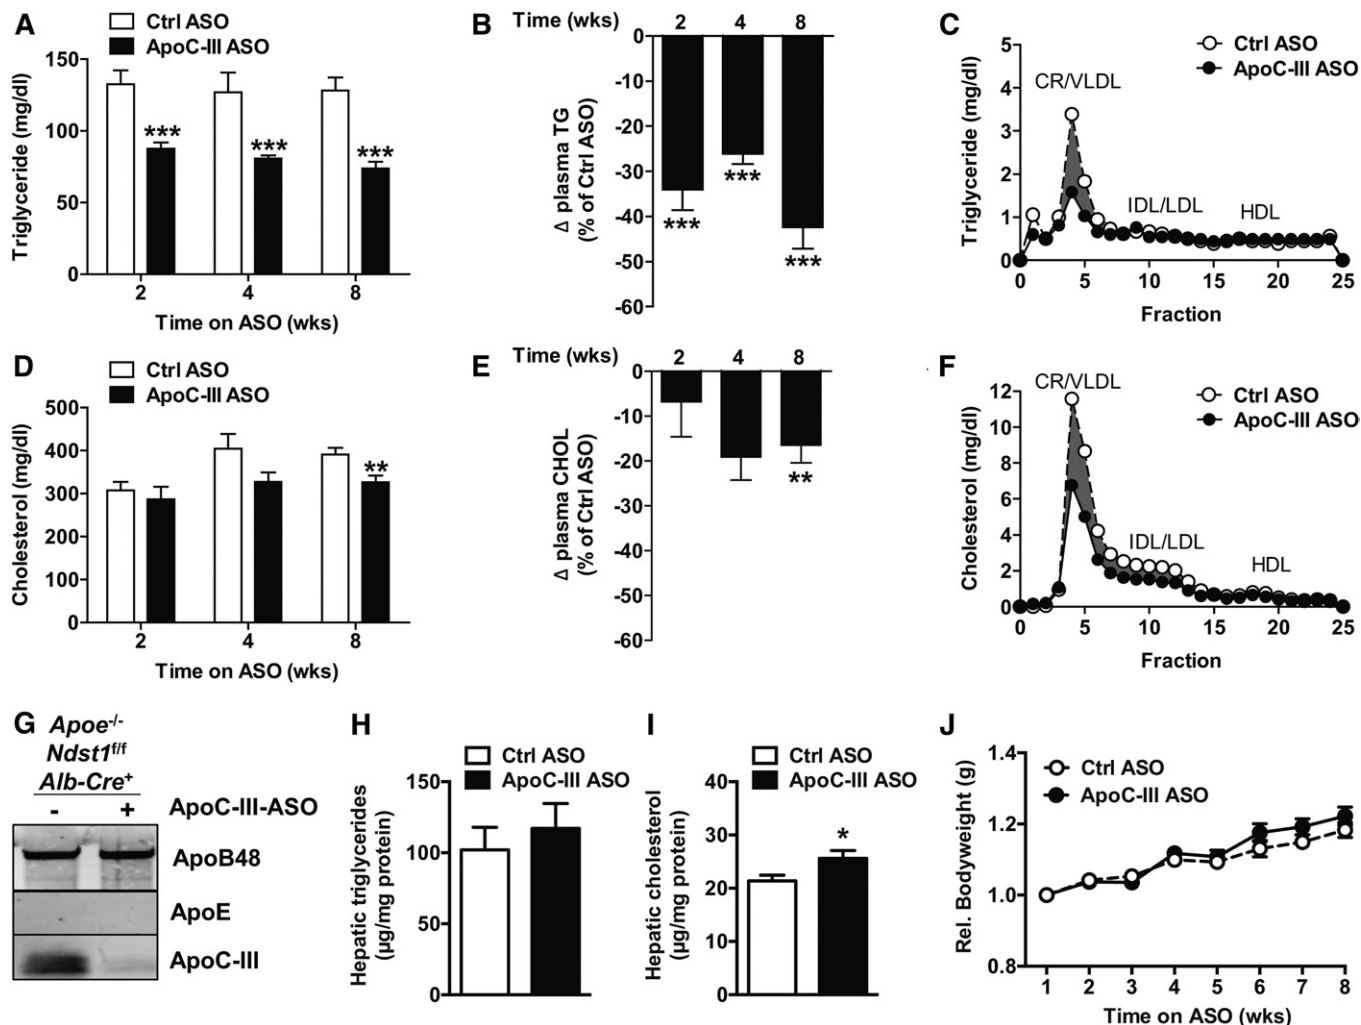 A
Ctrl ASO
ApoC-III ASO
Triglyceride (mg/dl)
150
100
50
0
***
***
***
2
4
8
Time on ASO (wks)
B
Time (wks)
2
4
8
Δ plasma TG
(% of Ctrl ASO)
0
-10
-20
-30
-40
-50
-60
***
***
***
C
Ctrl ASO
ApoC-III ASO
Triglyceride (mg/dl)
5
4
3
2
1
0
CR/VLDL
IDL/LDL
HDL
0
5
10
15
20
25
Fraction
D
Ctrl ASO
ApoC-III ASO
Cholesterol (mg/dl)
500
400
300
200
100
0
**
2
4
8
Time on ASO (wks)
E
Time (wks)
2
4
8
Δ plasma CHOL
(% of Ctrl ASO)
0
-10
-20
-30
-40
-50
-60
**
F
Ctrl ASO
ApoC-III ASO
Cholesterol (mg/dl)
12
10
8
6
4
2
0
CR/VLDL
IDL/LDL
HDL
0
5
10
15
20
25
Fraction
G
Apoe-/-
Ndst1f/f
Alb-Cre+
- + ApoC-III-ASO
ApoB48
ApoE
ApoC-III
H
Ctrl ASO
ApoC-III ASO
Hepatic triglycerides
(µg/mg protein)
150
100
50
0
I
Ctrl ASO
ApoC-III ASO
Hepatic cholesterol
(µg/mg protein)
40
30
20
10
0
*
J
Ctrl ASO
ApoC-III ASO
Rel. Bodyweight (g)
1.4
1.2
1.0
0.8
1
2
3
4
5
6
7
8
Time on ASO (wks)